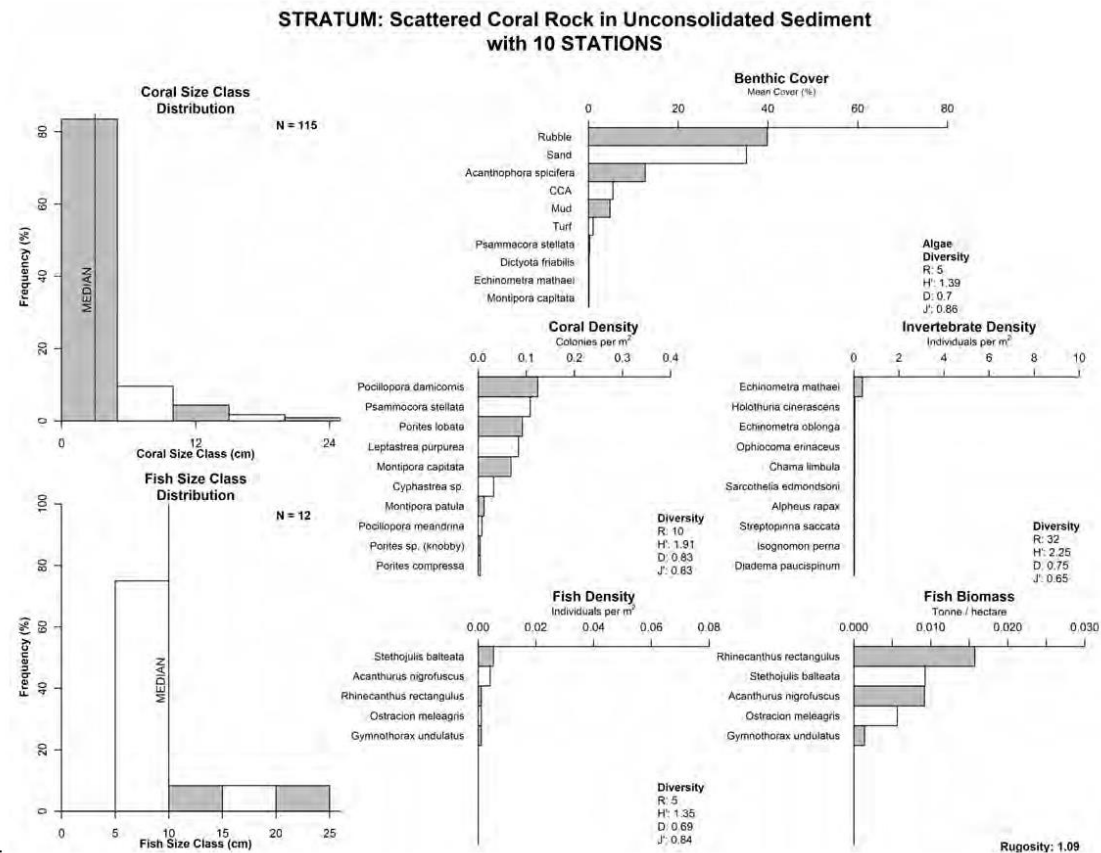 STRATUM: Scattered Coral Rock in Unconsolidated Sediment
with 10 STATIONS
Coral Size Class
Distribution
N = 115
Frequency (%)
0
20
40
60
80
MEDIAN
0
12
24
Coral Size Class (cm)
Benthic Cover
Mean Cover (%)
0
20
40
60
80
Rubble
Sand
Acanthophora spicifera
CCA
Mud
Turf
Psammacora stellata
Dictyota friabilis
Echinometra mathaei
Montipora capitata
Algae
Diversity
R: 5
H': 1.39
D: 0.7
J': 0.86
Coral Density
Colonies per m²
0.0
0.1
0.2
0.3
0.4
Pocillopora damicornis
Psammocora stellata
Porites lobata
Leptastrea purpurea
Montipora capitata
Cyphastrea sp.
Montipora patula
Pocillopora meandrina
Porites sp. (knobby)
Porites compressa
Diversity
R: 10
H': 1.91
D: 0.83
J': 0.83
Invertebrate Density
Individuals per m²
0
2
4
6
8
10
Echinometra mathaei
Holothuria cinerascens
Echinometra oblonga
Ophiocoma erinaceus
Chama limbula
Sarcothelia edmondsoni
Alpheus rapax
Streptopinna saccata
Isognomon perna
Diadema paucispinum
Diversity
R: 32
H': 2.25
D: 0.75
J': 0.65
Fish Size Class
Distribution
N = 12
Frequency (%)
0
20
40
60
80
100
MEDIAN
0
5
10
15
20
25
Fish Size Class (cm)
Fish Density
Individuals per m²
0.00
0.02
0.04
0.06
0.08
Stethojulis balteata
Acanthurus nigrofuscus
Rhinecanthus rectangulus
Ostracion meleagris
Gymnothorax undulatus
Diversity
R: 5
H': 1.35
D: 0.69
J': 0.84
Fish Biomass
Tonne / hectare
0.000
0.010
0.020
0.030
Rhinecanthus rectangulus
Stethojulis balteata
Acanthurus nigrofuscus
Ostracion meleagris
Gymnothorax undulatus
Rugosity: 1.09